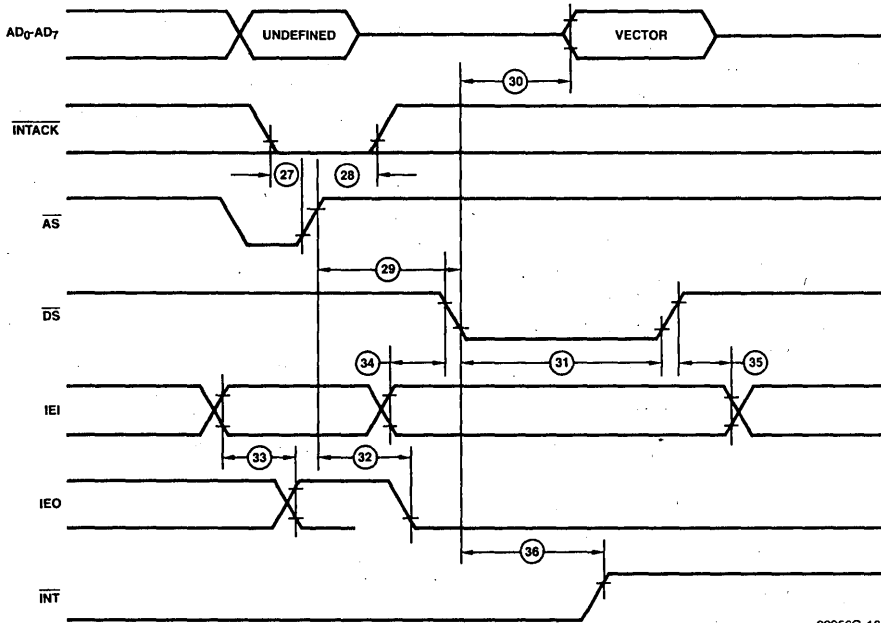 AD0-AD7
UNDEFINED
VECTOR
30
INTACK
27
28
AS
29
DS
34
31
35
IEI
33
32
IEO
36
INT